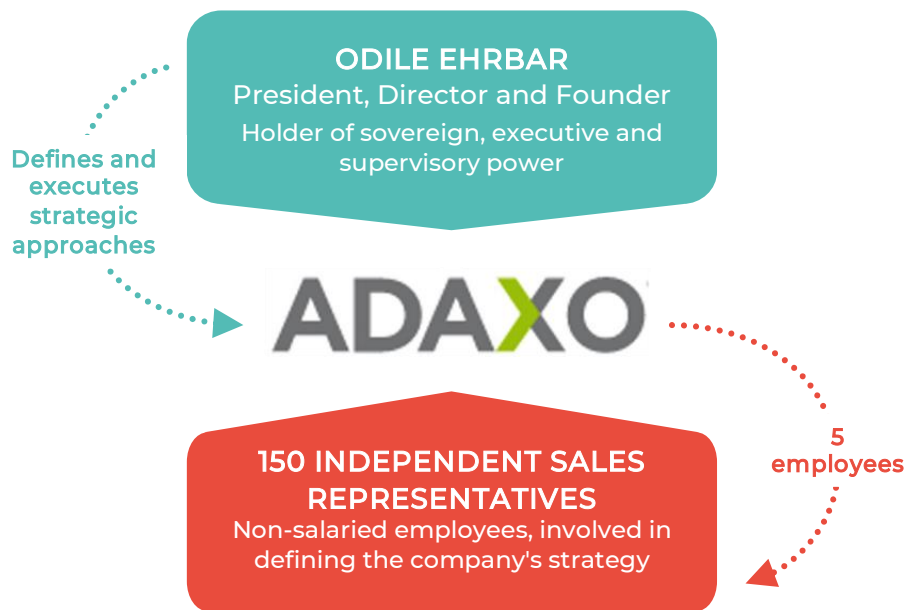 ODILE EHRBAR
President, Director and Founder
Holder of sovereign, executive and
supervisory power
Defines and
executes
strategic
approaches
ADAXO
5
employees
150 INDEPENDENT SALES
REPRESENTATIVES
Non-salaried employees, involved in
defining the company's strategy